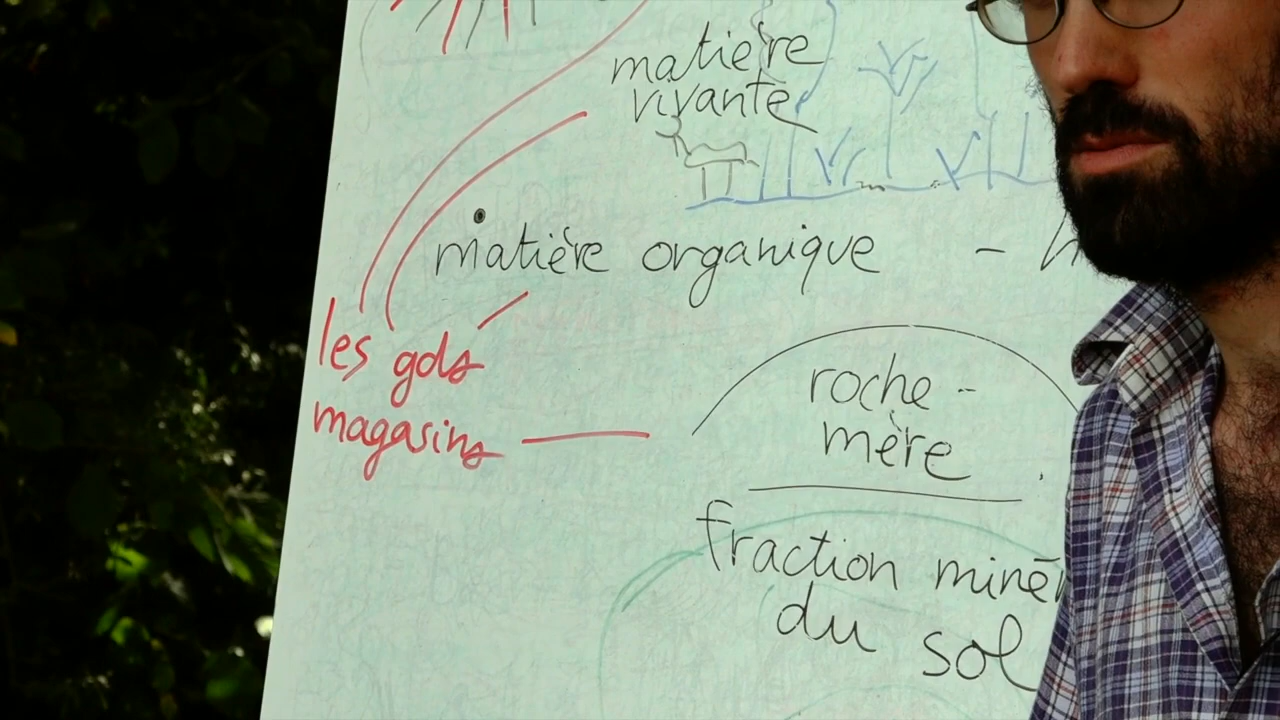 matière
vivante
matière organique - h
les gds
magasins
roche-
mère
fraction minér
du sol